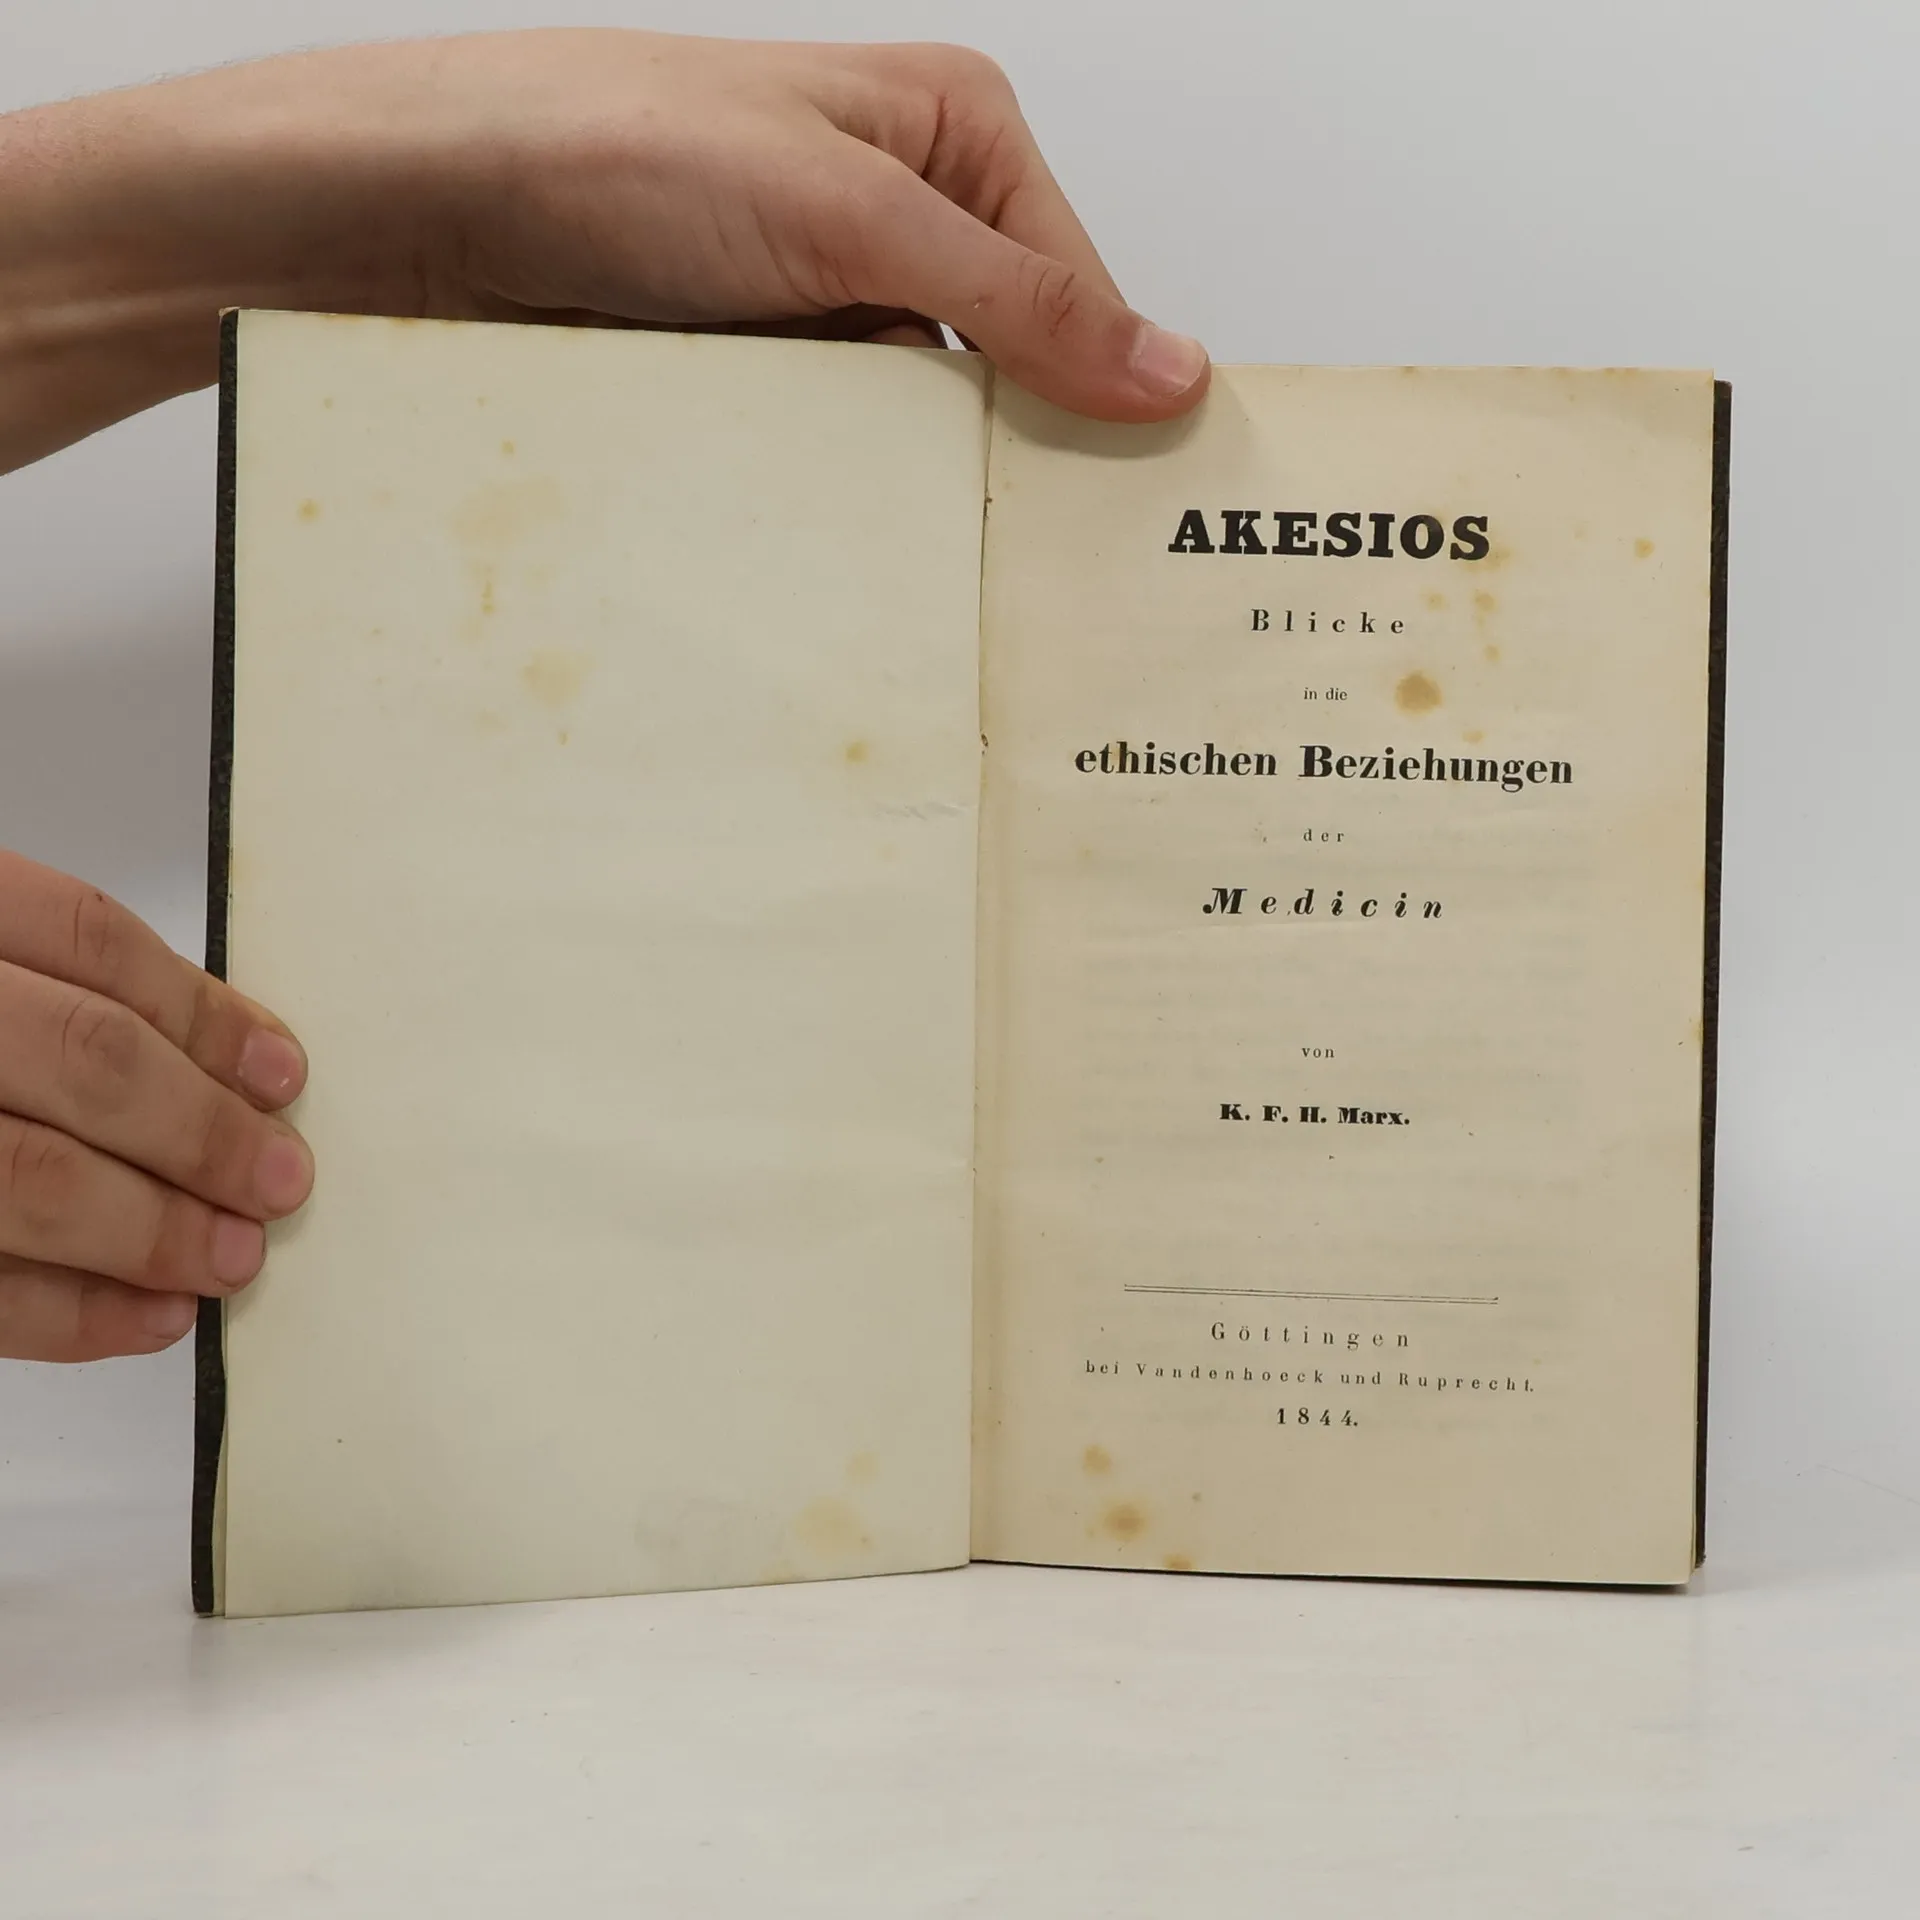 AKESIOS
Blicke
in die
ethischen Beziehungen
der
Medicin
von
K. F. H. Marx.
Göttingen
bei Vandenhoeck und Ruprecht.
1844.